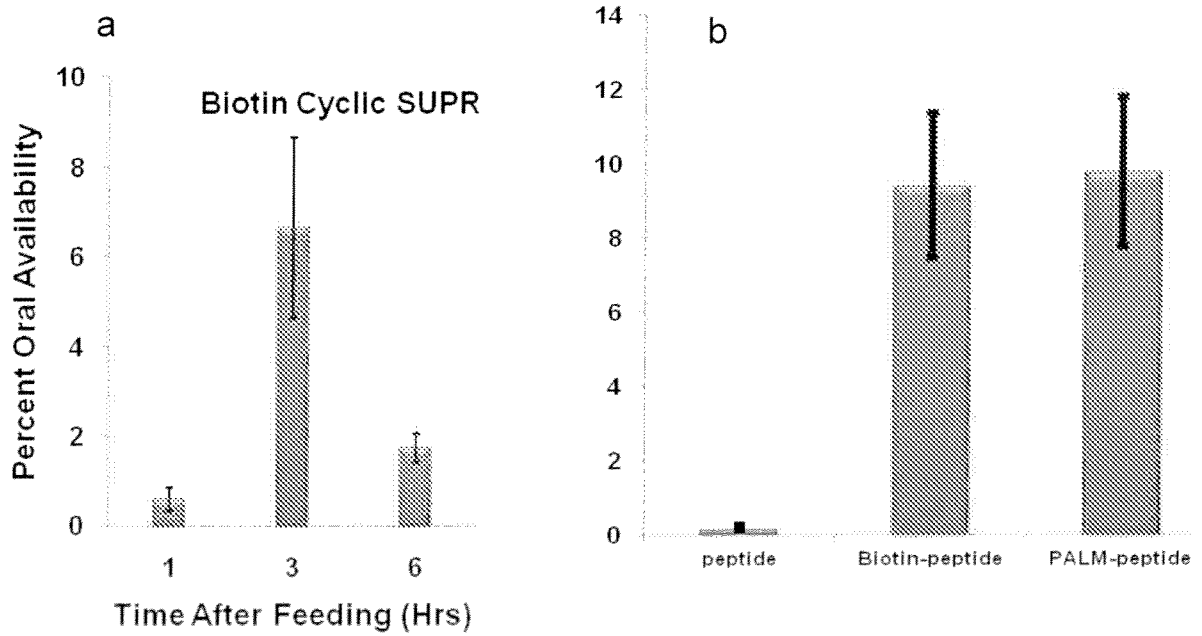 a
Biotin Cyclic SUPR
Percent Oral Availability
10
8
6
4
2
0
1 3 6
Time After Feeding (Hrs)
b
14
12
10
8
6
4
2
0
peptide Biotin-peptide PALM-peptide